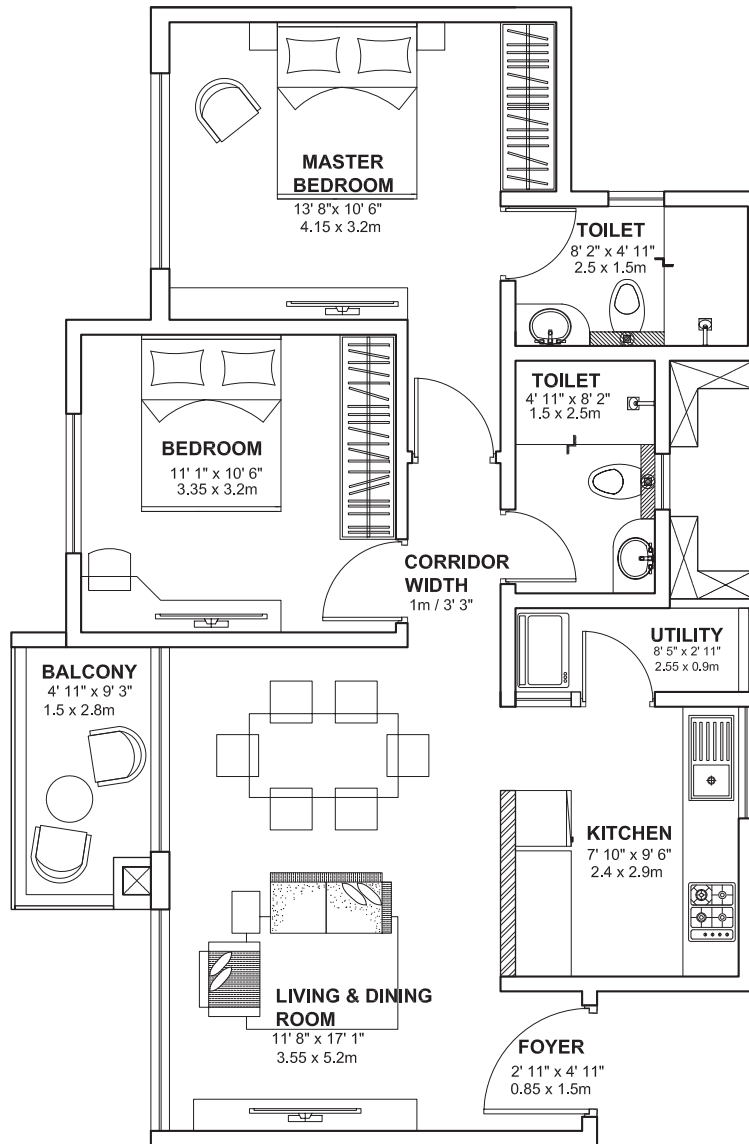 MASTER
BEDROOM
13' 8"x 10' 6"
4.15 x 3.2m
TOILET
8' 2" x 4' 11"
2.5 x 1.5m
TOILET
4' 11" x 8' 2"
1.5 x 2.5m
BEDROOM
11' 1" x 10' 6"
3.35 x 3.2m
CORRIDOR
WIDTH
1m / 3' 3"
UTILITY
8' 5" x 2' 11"
2.55 x 0.9m
BALCONY
4' 11" x 9' 3"
1.5 x 2.8m
KITCHEN
7' 10" x 9' 6"
2.4 x 2.9m
LIVING & DINING
ROOM
11' 8" x 17' 1"
3.55 x 5.2m
FOYER
2' 11" x 4' 11"
0.85 x 1.5m